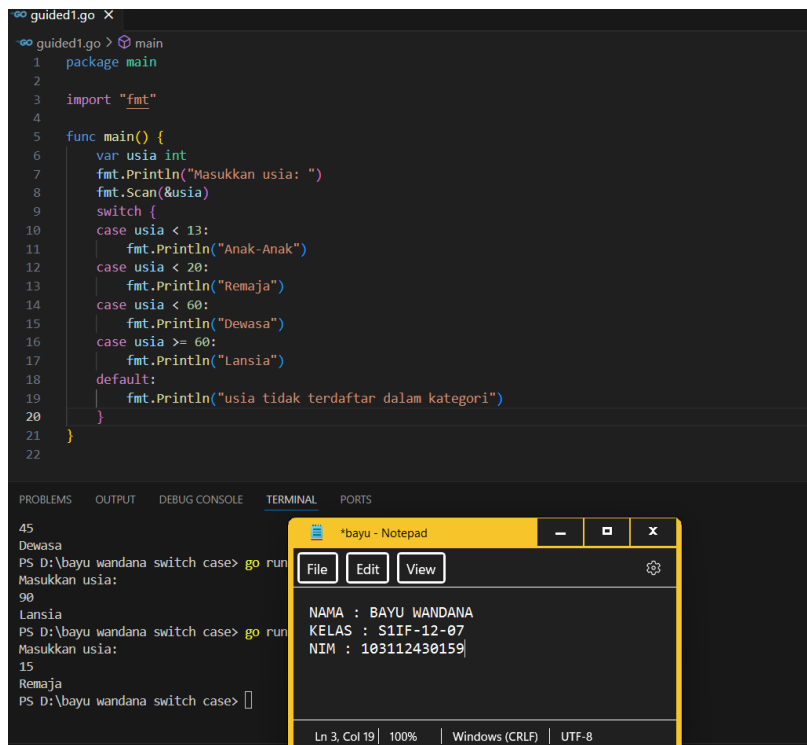 guided1.go X
guided1.go > main
1 package main
2
3 import "fmt"
4
5 func main() {
6 var usia int
7 fmt.Println("Masukkan usia: ")
8 fmt.Scan(&usia)
9 switch {
10 case usia < 13:
11 fmt.Println("Anak-Anak")
12 case usia < 20:
13 fmt.Println("Remaja")
14 case usia < 60:
15 fmt.Println("Dewasa")
16 case usia >= 60:
17 fmt.Println("Lansia")
18 default:
19 fmt.Println("usia tidak terdaftar dalam kategori")
20 }
21 }
22
PROBLEMS OUTPUT DEBUG CONSOLE TERMINAL PORTS
45
Dewasa
PS D:\bayu wandana switch case> go run
Masukkan usia:
90
Lansia
PS D:\bayu wandana switch case> go run
Masukkan usia:
15
Remaja
PS D:\bayu wandana switch case>
*bayu - Notepad
File Edit View
NAMA : BAYU WANDANA
KELAS : S1IF-12-07
NIM : 103112430159
Ln 3, Col 19 100% Windows (CRLF) UTF-8